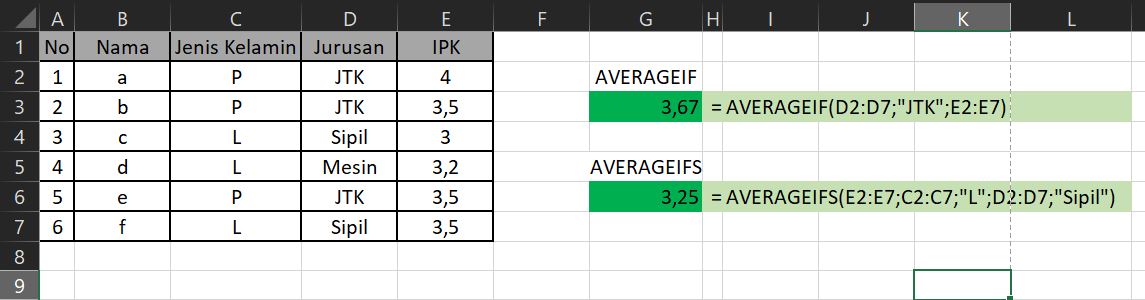 A B C D E F G H I J K L
1 No Nama Jenis Kelamin Jurusan IPK
2 1 a P JTK 4 AVERAGEIF
3 2 b P JTK 3,5 3,67 = AVERAGEIF(D2:D7;"JTK";E2:E7)
4 3 c L Sipil 3
5 4 d L Mesin 3,2 AVERAGEIFS
6 5 e P JTK 3,5 3,25 = AVERAGEIFS(E2:E7;C2:C7;"L";D2:D7;"Sipil")
7 6 f L Sipil 3,5
8
9